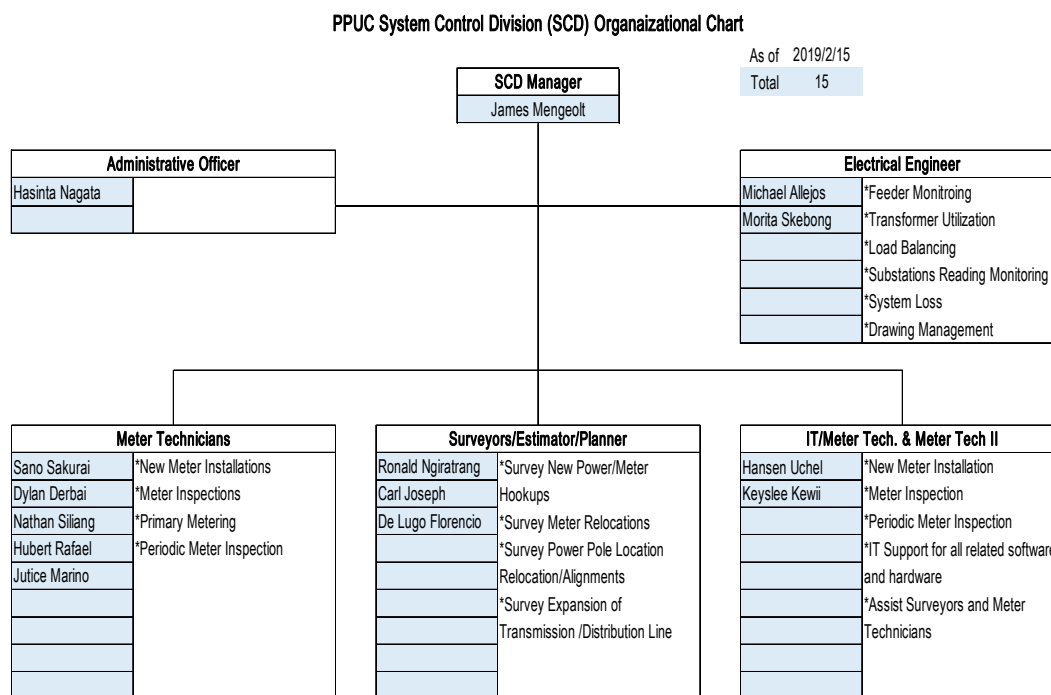 PPUC System Control Division (SCD) Organaizational Chart
As of 2019/2/15
Total 15
SCD Manager
James Mengeolt
Administrative Officer
Hasinta Nagata
Electrical Engineer
Michael Allejos *Feeder Monitroing
Morita Skebong *Transformer Utilization
*Load Balancing
*Substations Reading Monitoring
*System Loss
*Drawing Management
Meter Technicians
Sano Sakurai *New Meter Installations
Dylan Derbai *Meter Inspections
Nathan Siliang *Primary Metering
Hubert Rafael *Periodic Meter Inspection
Jutice Marino
Surveyors/Estimator/Planner
Ronald Ngiratrang *Survey New Power/Meter
Carl Joseph Hookups
De Lugo Florencio *Survey Meter Relocations
*Survey Power Pole Location
Relocation/Alignments
*Survey Expansion of
Transmission /Distribution Line
IT/Meter Tech. & Meter Tech II
Hansen Uchel *New Meter Installation
Keyslee Kewii *Meter Inspection
*Periodic Meter Inspection
*IT Support for all related software
and hardware
*Assist Surveyors and Meter
Technicians